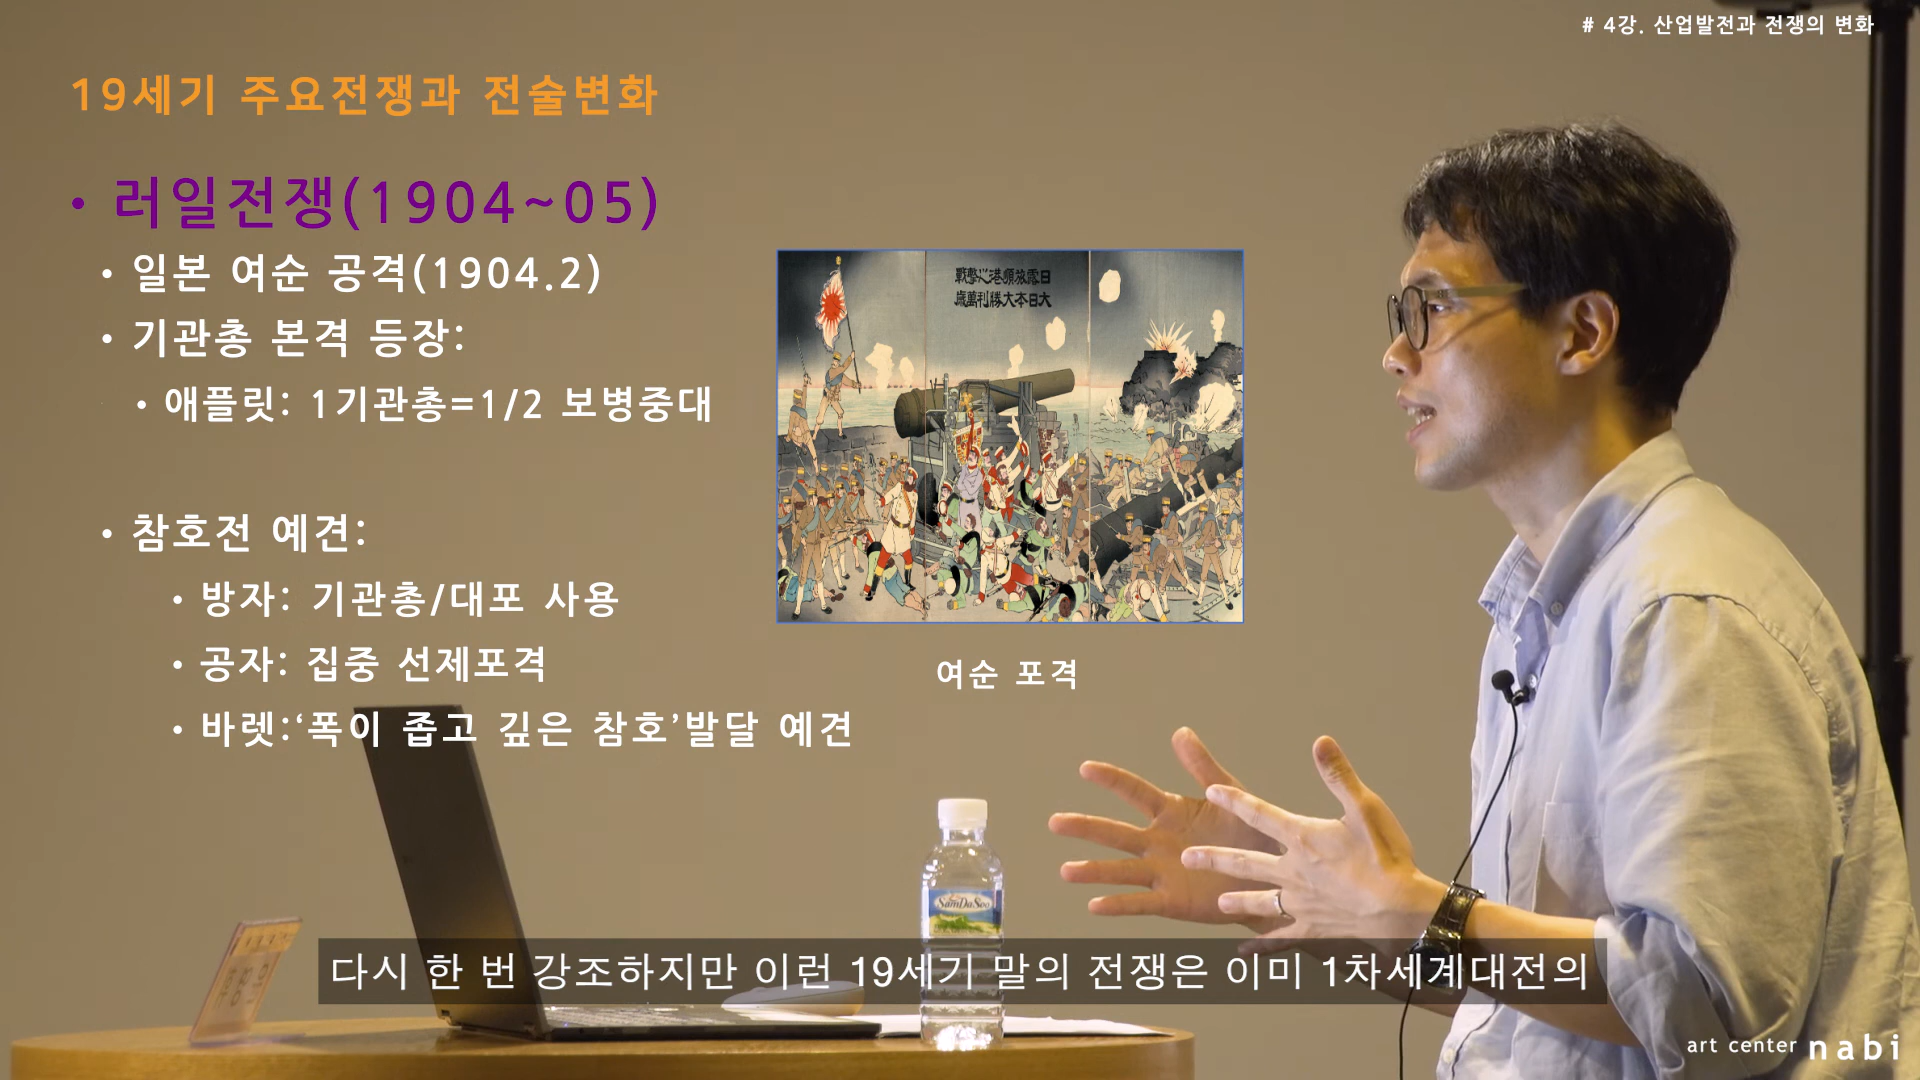 # 4강. 산업발전과 전쟁의 변화
19세기 주요전쟁과 전술변화
• 러일전쟁(1904~05)
• 일본 여순 공격(1904.2)
• 기관총 본격 등장:
• 애플릿: 1기관총=1/2 보병중대
• 참호전 예견:
• 방자: 기관총/대포 사용
• 공자: 집중 선제포격
• 바렛:‘폭이 좁고 깊은 참호’발달 예견
戰擊之港順旅露日
歳萬利勝大本日大
여순 포격
SamDaSoo
다시 한 번 강조하지만 이런 19세기 말의 전쟁은 이미 1차세계대전의
art center nabi